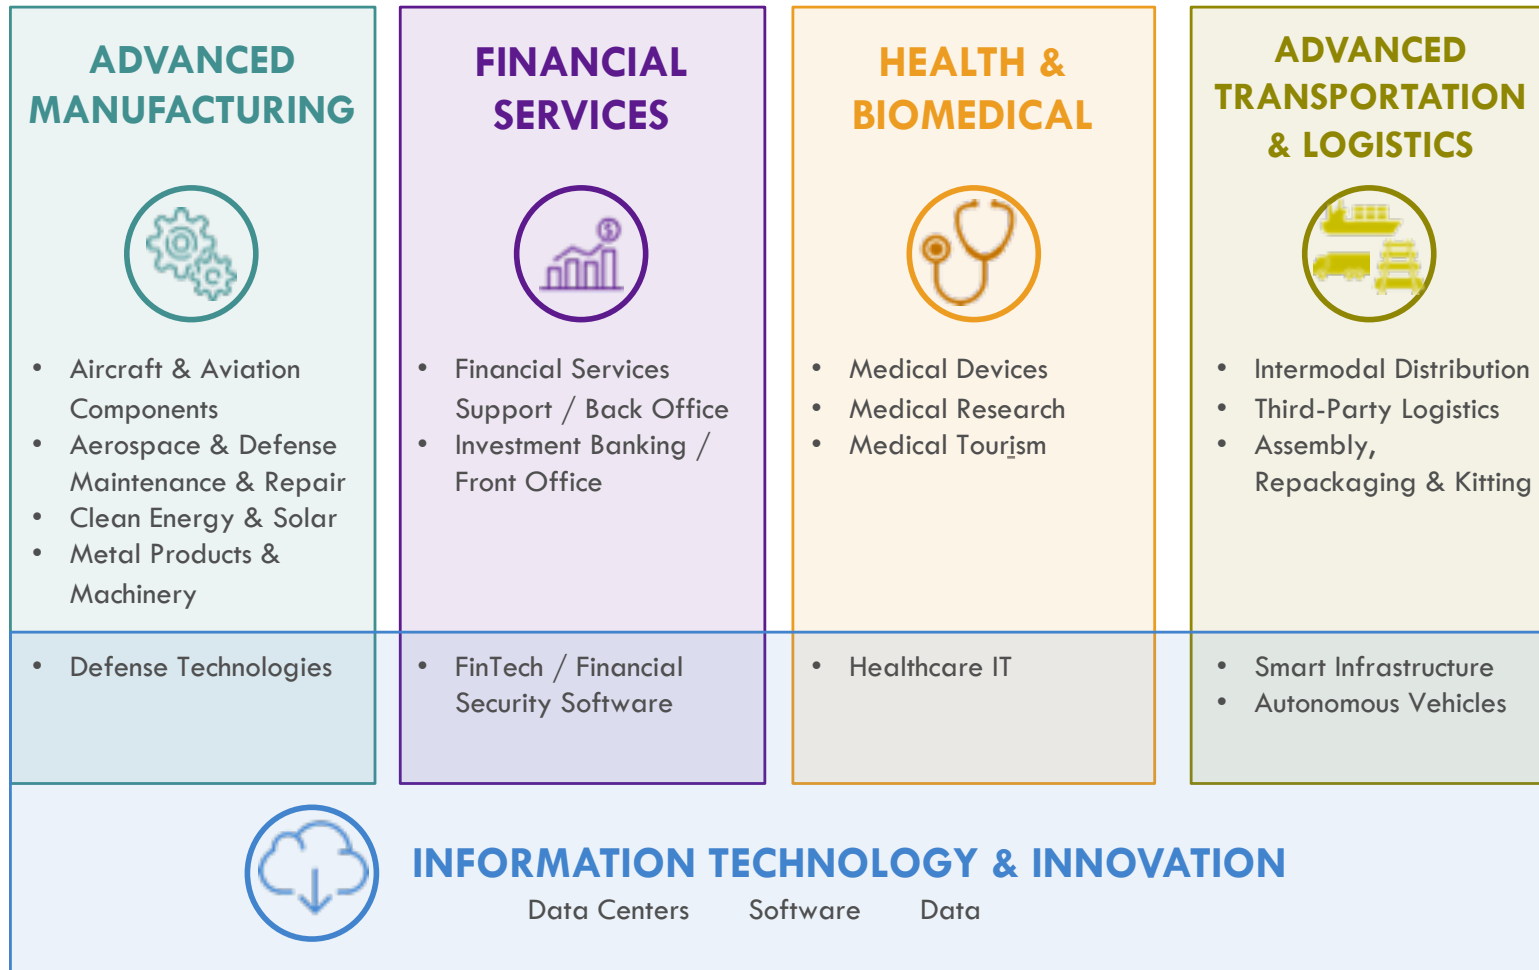 ADVANCED
MANUFACTURING
• Aircraft & Aviation
Components
• Aerospace & Defense
Maintenance & Repair
• Clean Energy & Solar
• Metal Products &
Machinery
• Defense Technologies
FINANCIAL
SERVICES
$
• Financial Services
Support / Back Office
• Investment Banking /
Front Office
• FinTech / Financial
Security Software
HEALTH &
BIOMEDICAL
• Medical Devices
• Medical Research
• Medical Tourism
• Healthcare IT
ADVANCED
TRANSPORTATION
& LOGISTICS
• Intermodal Distribution
• Third-Party Logistics
• Assembly,
Repackaging & Kitting
• Smart Infrastructure
• Autonomous Vehicles
INFORMATION TECHNOLOGY & INNOVATION
Data Centers Software Data